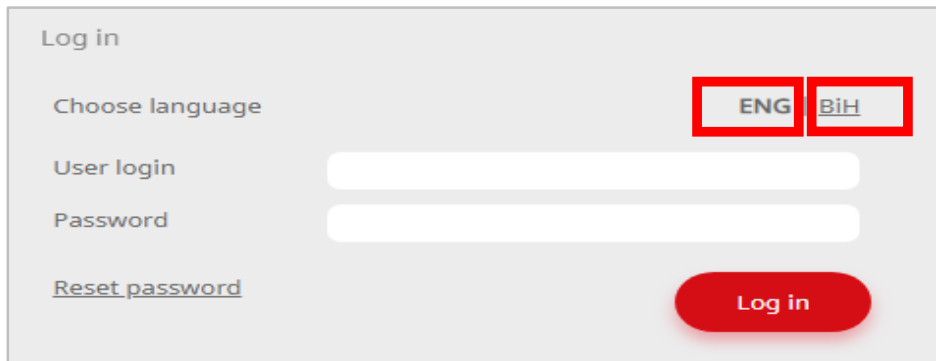 Log in
Choose language ENG | BiH
User login
Password
Reset password Log in